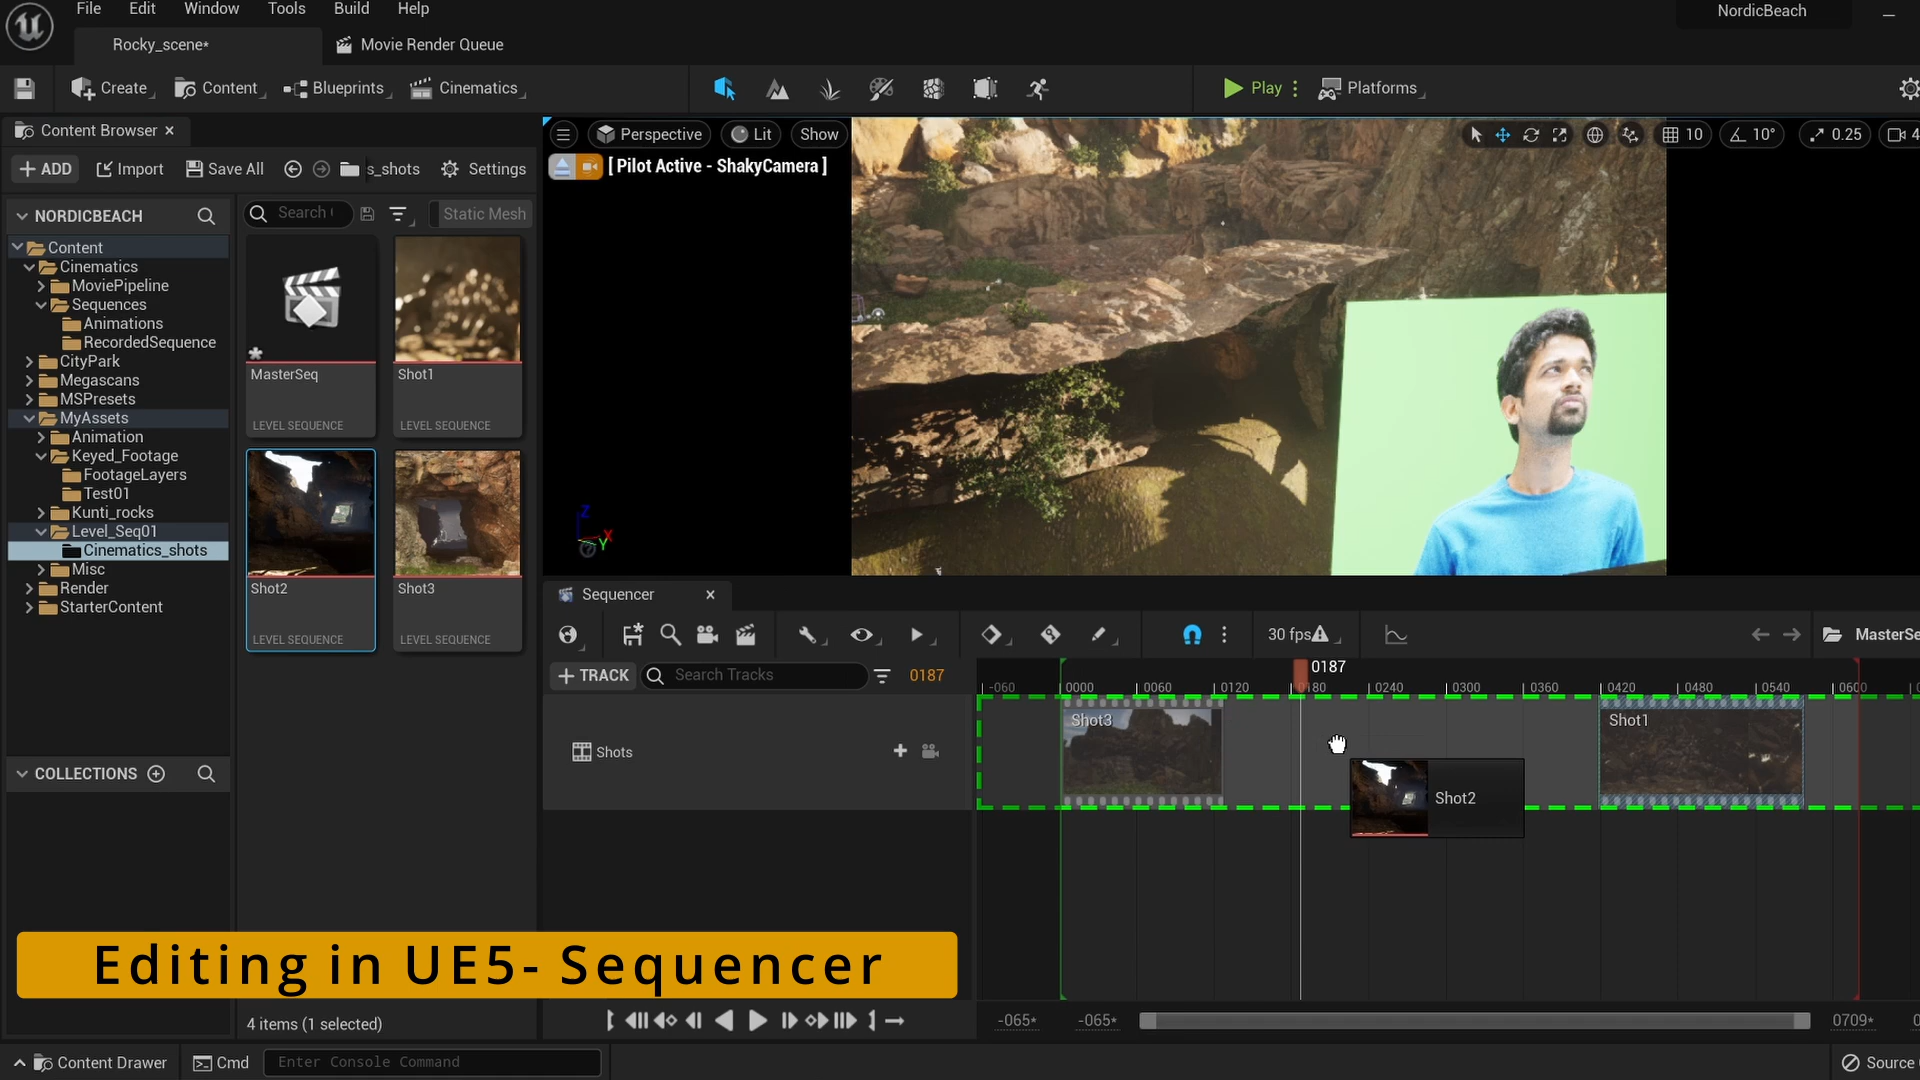 File Edit Window Tools Build Help
NordicBeach
Rocky_scene*
Movie Render Queue
Create Content Blueprints Cinematics
Play Platforms
Content Browser
ADD Import Save All s_shots Settings
NORDICBEACH
Search
Static Mesh
Content
Cinematics
MoviePipeline
Sequences
Animations
RecordedSequence
CityPark
Megascans
MSPresets
MyAssets
Animation
Keyed_Footage
FootageLayers
Test01
Kunti_rocks
Level_Seq01
Cinematics_shots
Misc
Render
StarterContent
COLLECTIONS
MasterSeq
LEVEL SEQUENCE
Shot1
LEVEL SEQUENCE
Shot2
LEVEL SEQUENCE
Shot3
LEVEL SEQUENCE
4 items (1 selected)
Perspective Lit Show
[ Pilot Active - ShakyCamera ]
10 10° 0.25 4
Z X Y
Sequencer
30 fps
MasterSe
TRACK Search Tracks 0187
0187
-060 0000 0060 0120 0180 0240 0300 0360 0420 0480 0540 0600
Shots
Shot3
Shot1
Shot2
Editing in UE5- Sequencer
-065* -065* 0709*
Content Drawer Cmd Enter Console Command
Source